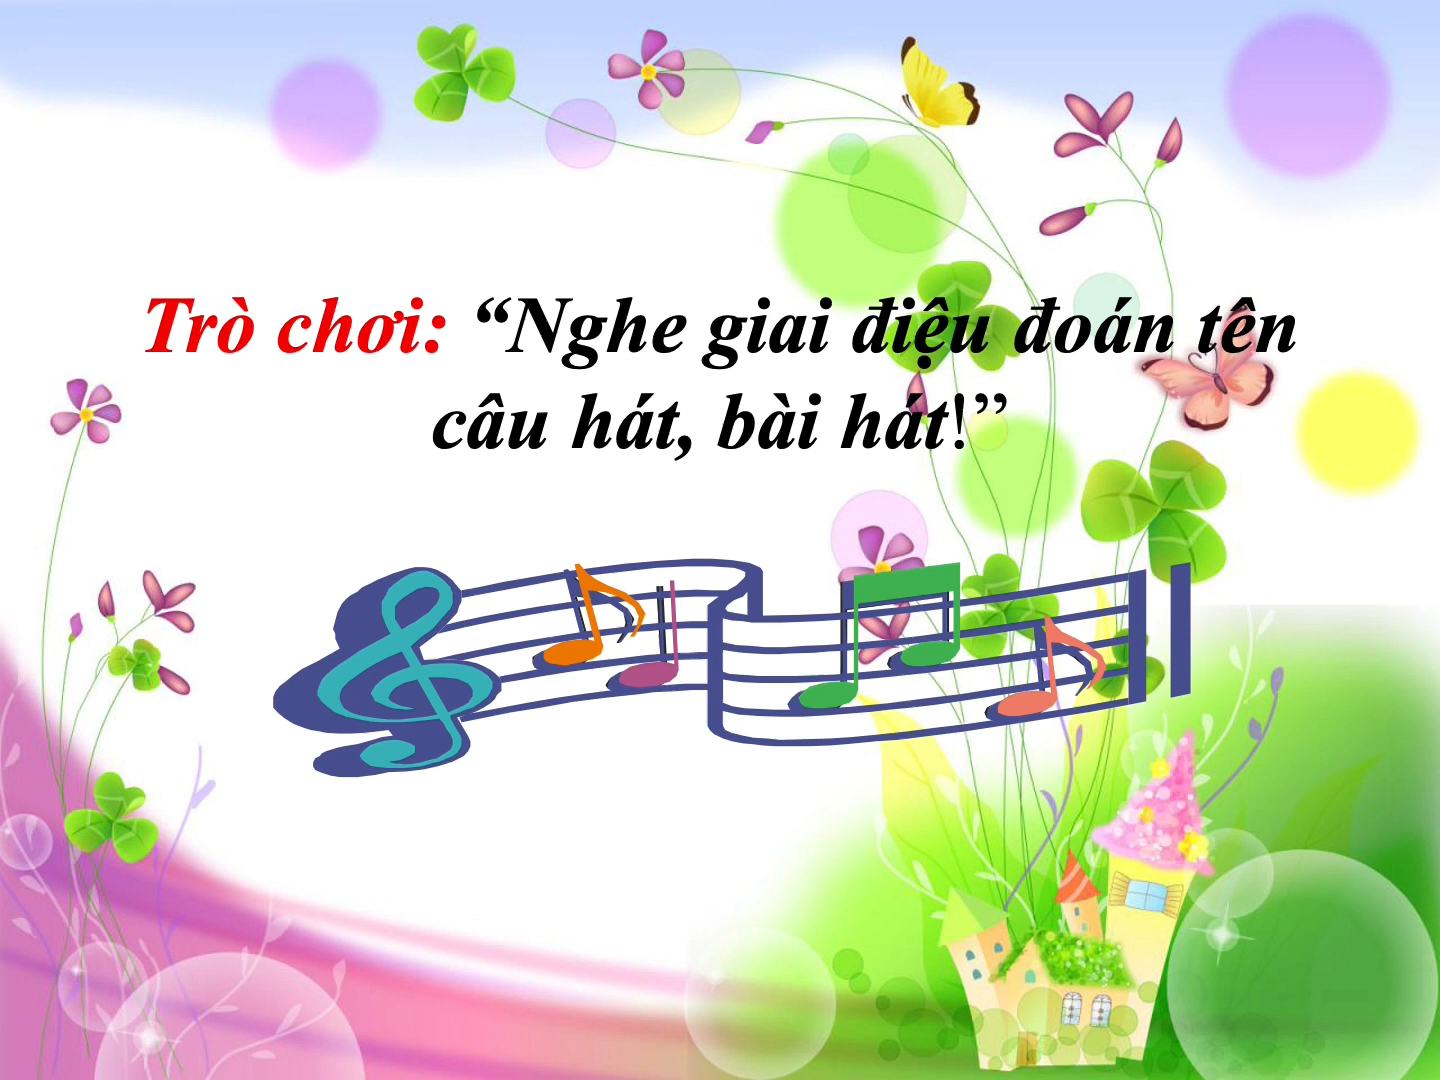 Trò chơi: “Nghe giai điệu đoán tên
câu hát, bài hát!”